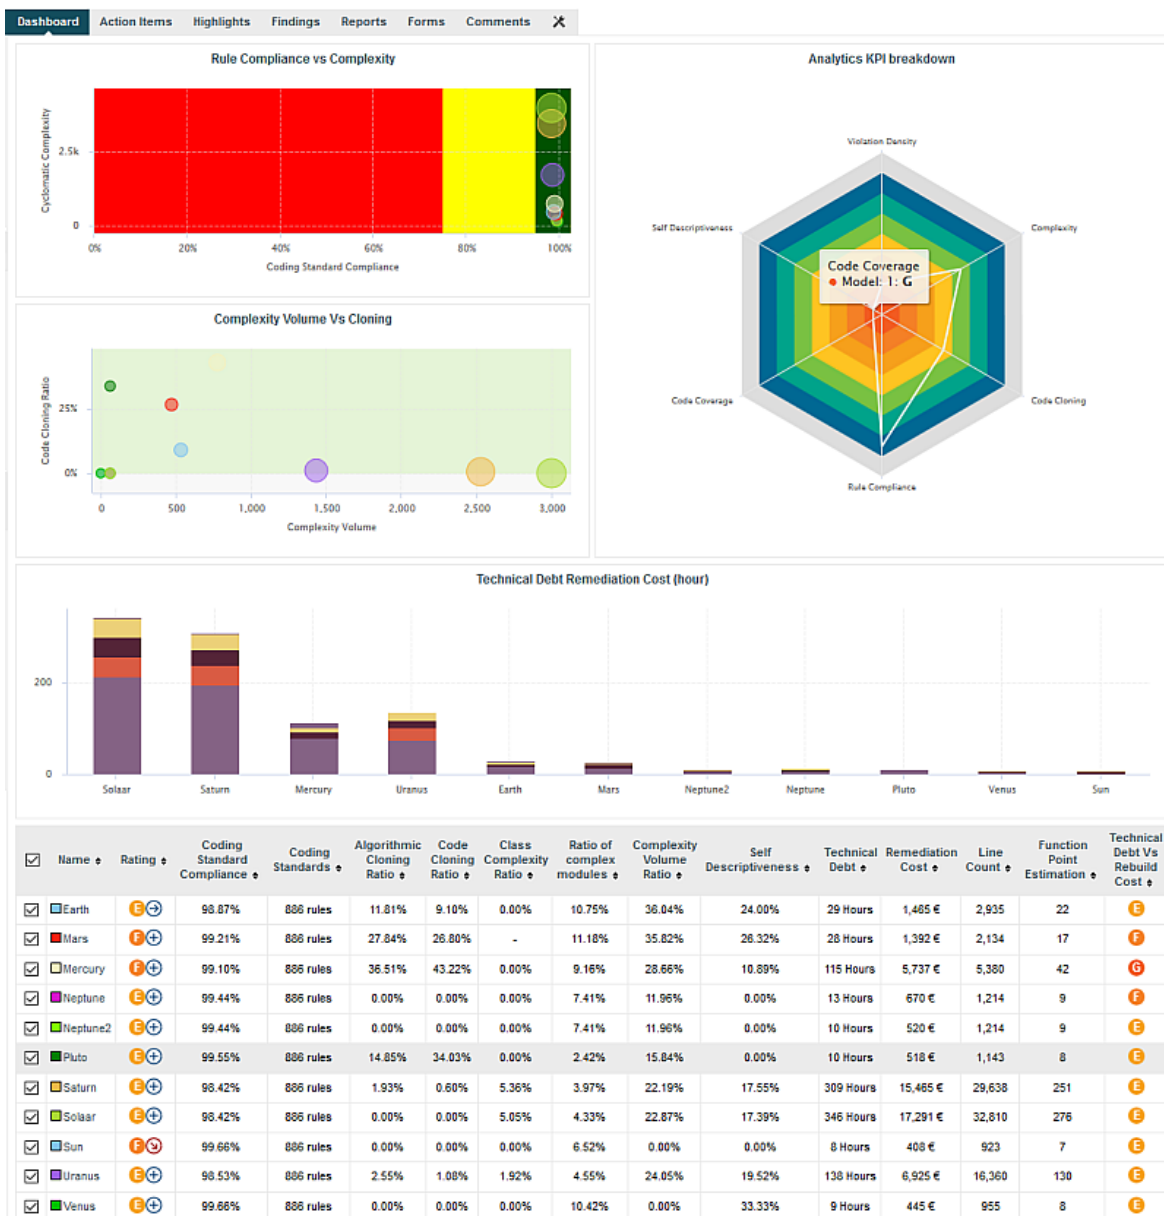 Dashboard Action Items Highlights Findings Reports Forms Comments
Rule Compliance vs Complexity
Cyclomatic Complexity
2.5k
0
0% 20% 40% 60% 80% 100%
Coding Standard Compliance
Analytics KPI breakdown
Violation Density
Self Descriptiveness
Complexity
Code Coverage
Model: 1: G
Code Coverage
Code Cloning
Rule Compliance
Complexity Volume Vs Cloning
Code Cloning Ratio
25%
0%
0 500 1,000 1,500 2,000 2,500 3,000
Complexity Volume
Technical Debt Remediation Cost (hour)
200
0
Solaar Saturn Mercury Uranus Earth Mars Neptune2 Neptune Pluto Venus Sun
Name Rating Coding Standard Compliance Coding Standards Algorithmic Cloning Ratio Code Cloning Ratio Class Complexity Ratio Ratio of complex modules Complexity Volume Ratio Self Descriptiveness Technical Debt Remediation Cost Line Count Function Point Estimation Technical Debt Vs Rebuild Cost
Earth E 98.87% 886 rules 11.81% 9.10% 0.00% 10.75% 36.04% 24.00% 29 Hours 1,465 € 2,935 22 E
Mars F 99.21% 886 rules 27.84% 26.80% - 11.18% 35.82% 26.32% 28 Hours 1,392 € 2,134 17 F
Mercury F 99.10% 886 rules 36.51% 43.22% 0.00% 9.16% 28.66% 10.89% 115 Hours 5,737 € 5,380 42 G
Neptune E 99.44% 886 rules 0.00% 0.00% 0.00% 7.41% 11.96% 0.00% 13 Hours 670 € 1,214 9 F
Neptune2 E 99.44% 886 rules 0.00% 0.00% 0.00% 7.41% 11.96% 0.00% 10 Hours 520 € 1,214 9 E
Pluto E 99.55% 886 rules 14.85% 34.03% 0.00% 2.42% 15.84% 0.00% 10 Hours 518 € 1,143 8 E
Saturn E 98.42% 886 rules 1.93% 0.60% 5.36% 3.97% 22.19% 17.55% 309 Hours 15,465 € 29,638 251 E
Solaar E 98.42% 886 rules 0.00% 0.00% 5.05% 4.33% 22.87% 17.39% 346 Hours 17,291 € 32,810 276 E
Sun F 99.66% 886 rules 0.00% 0.00% 0.00% 6.52% 0.00% 0.00% 8 Hours 408 € 923 7 E
Uranus E 98.53% 886 rules 2.55% 1.08% 1.92% 4.55% 24.05% 19.52% 138 Hours 6,925 € 16,360 130 E
Venus E 99.66% 886 rules 0.00% 0.00% 0.00% 10.42% 0.00% 33.33% 9 Hours 445 € 955 8 E